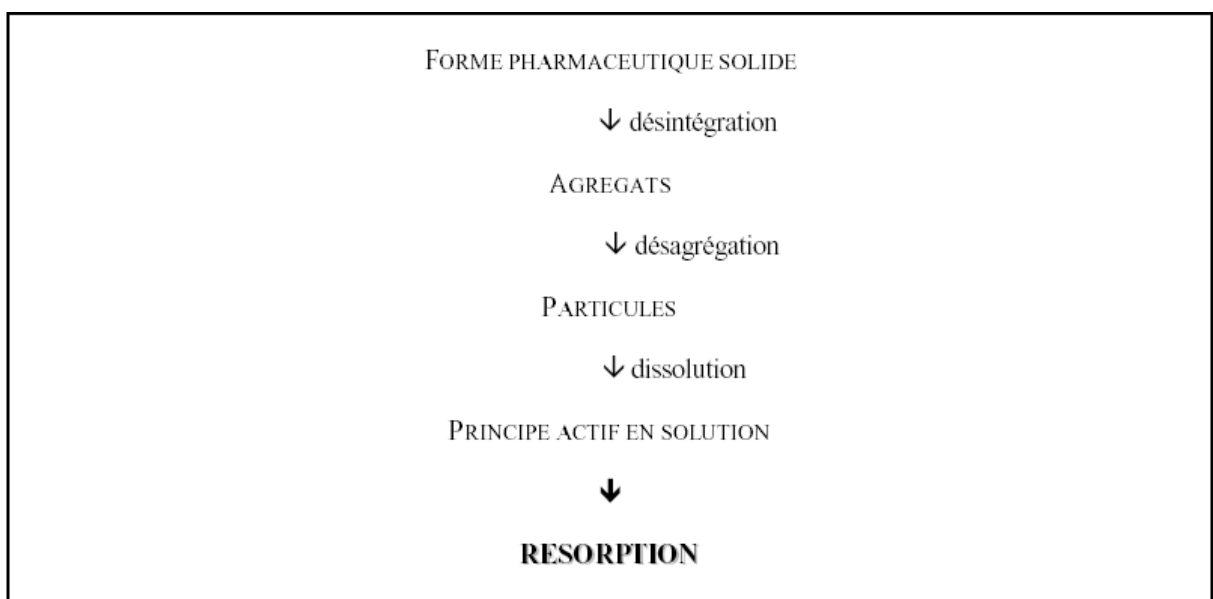 FORME PHARMACEUTIQUE SOLIDE
↓ désintégration
AGREGATS
↓ désagrégation
PARTICULES
↓ dissolution
PRINCIPE ACTIF EN SOLUTION
↓
RESORPTION